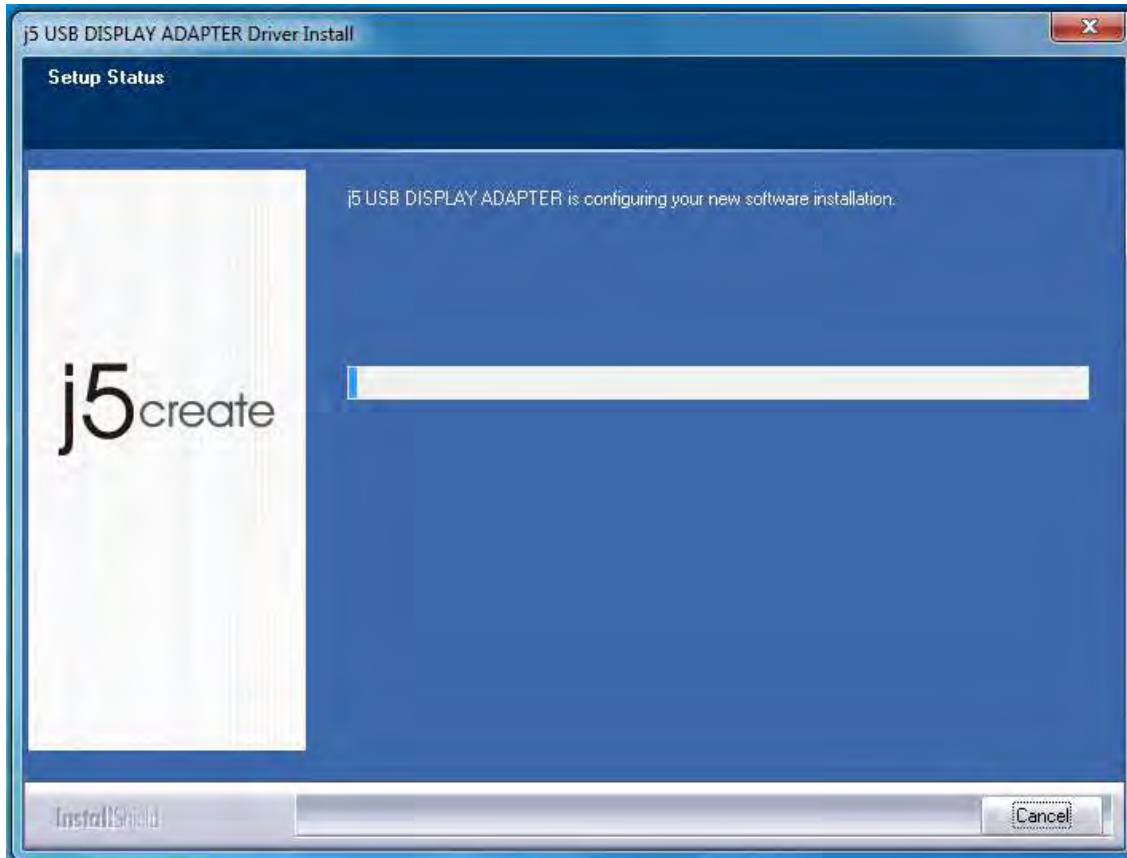 j5 USB DISPLAY ADAPTER Driver Install
Setup Status
j5 USB DISPLAY ADAPTER is configuring your new software installation.
j5create
InstallShield
Cancel